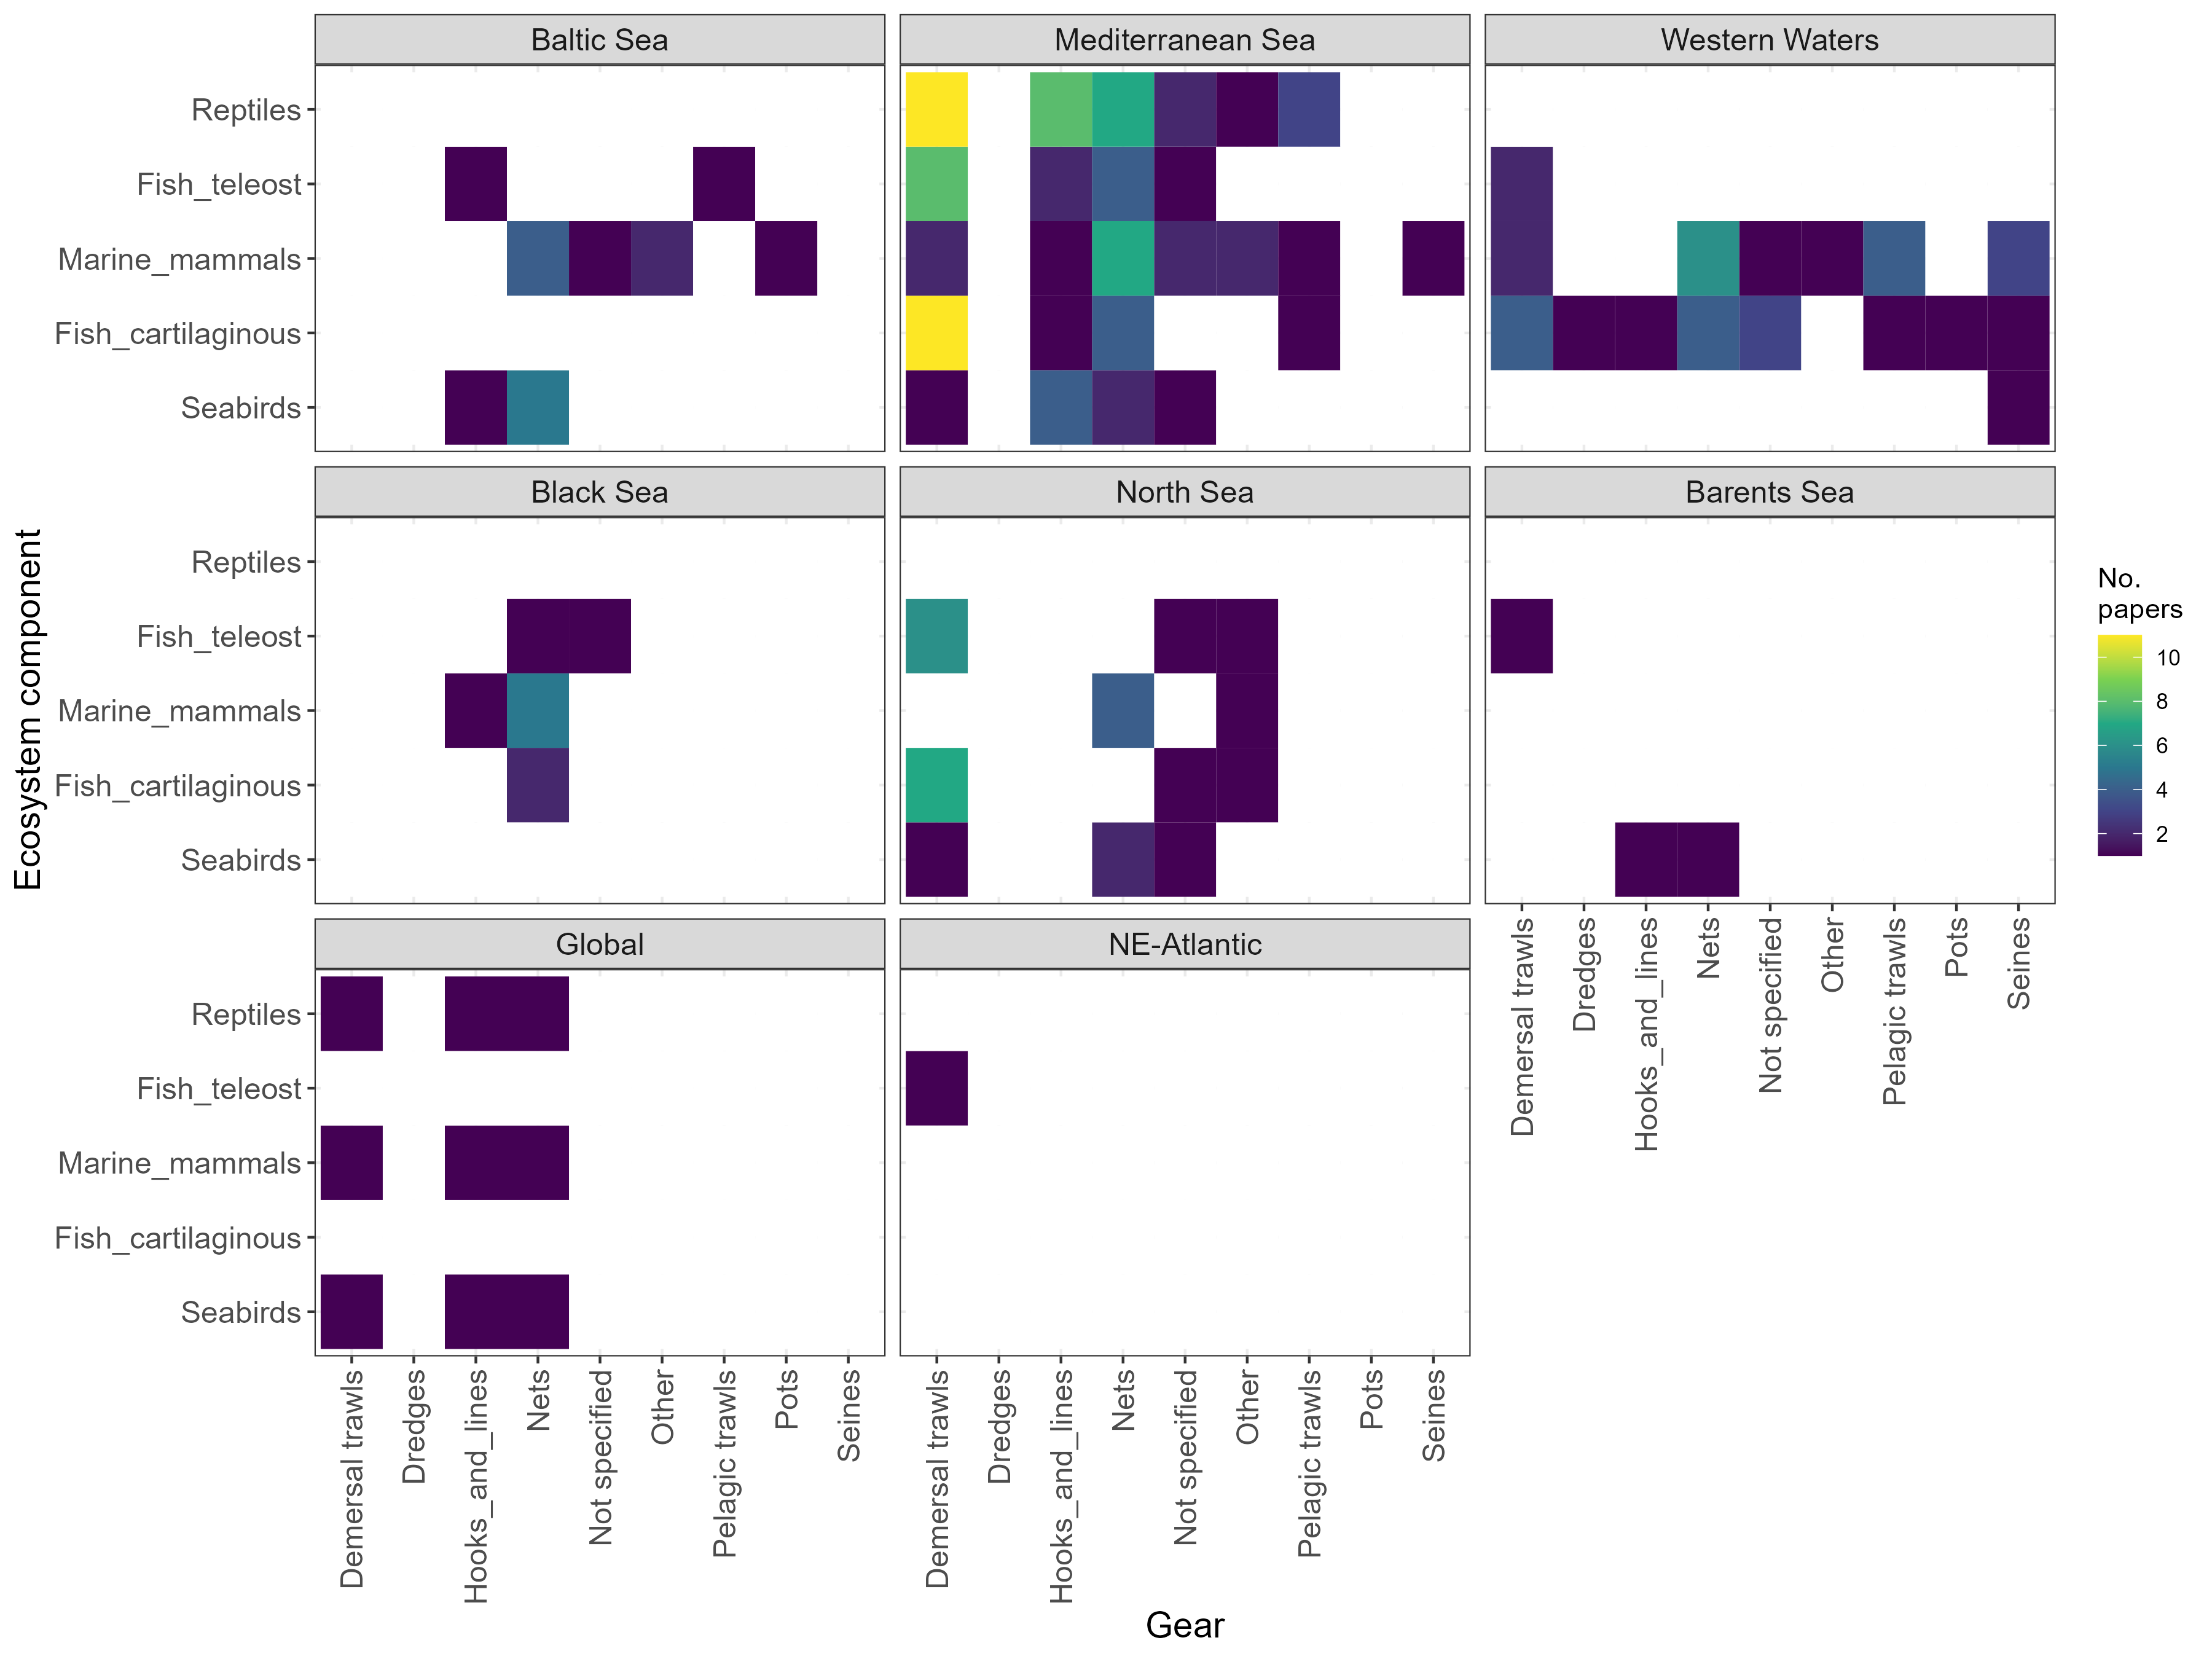 Baltic Sea
Mediterranean Sea
Western Waters
Reptiles
Fish_teleost
Marine_mammals
Fish_cartilaginous
Seabirds
Black Sea
North Sea
Barents Sea
Reptiles
Fish_teleost
Marine_mammals
Fish_cartilaginous
Seabirds
Ecosystem component
No.
papers
10
8
6
4
2
Global
NE-Atlantic
Demersal trawls
Dredges
Hooks_and_lines
Nets
Not specified
Other
Pelagic trawls
Pots
Seines
Reptiles
Fish_teleost
Marine_mammals
Fish_cartilaginous
Seabirds
Demersal trawls
Dredges
Hooks_and_lines
Nets
Not specified
Other
Pelagic trawls
Pots
Seines
Demersal trawls
Dredges
Hooks_and_lines
Nets
Not specified
Other
Pelagic trawls
Pots
Seines
Gear